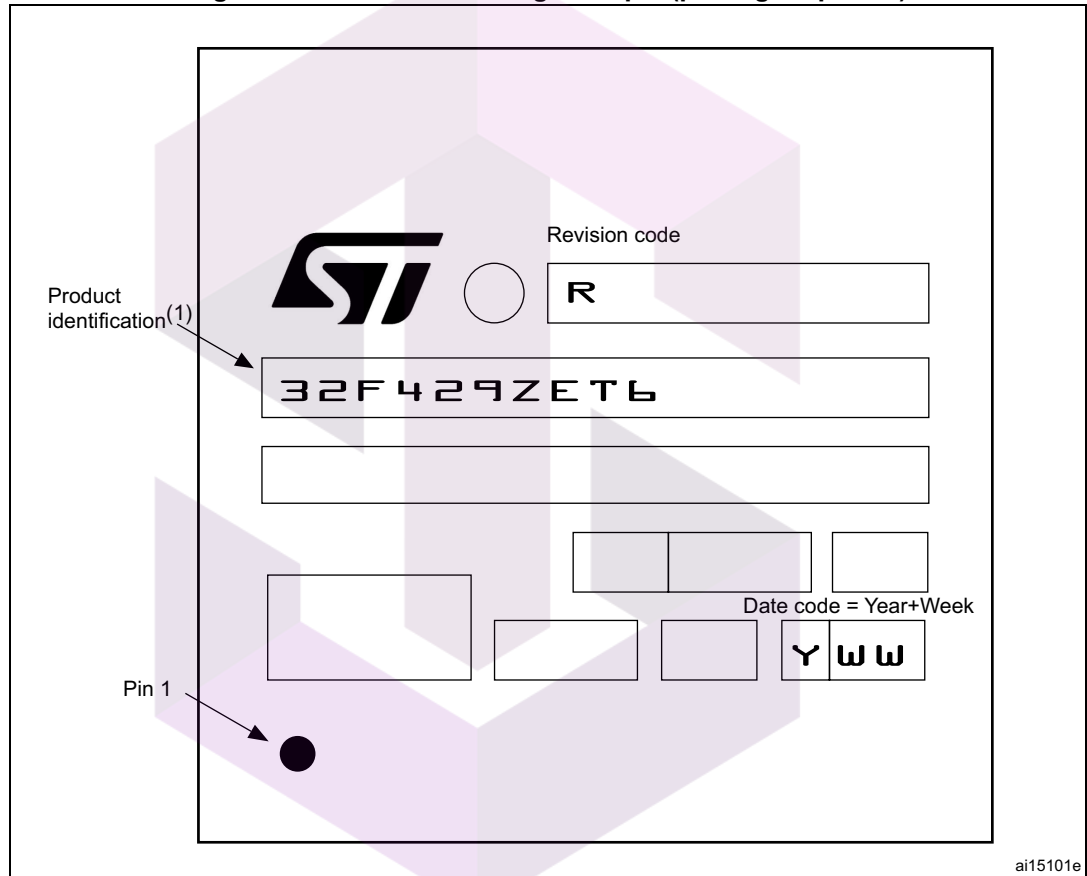 Revision code
R
Product
identification(1)
32F429ZET6
Date code = Year+Week
Y WW
Pin 1
ai15101e